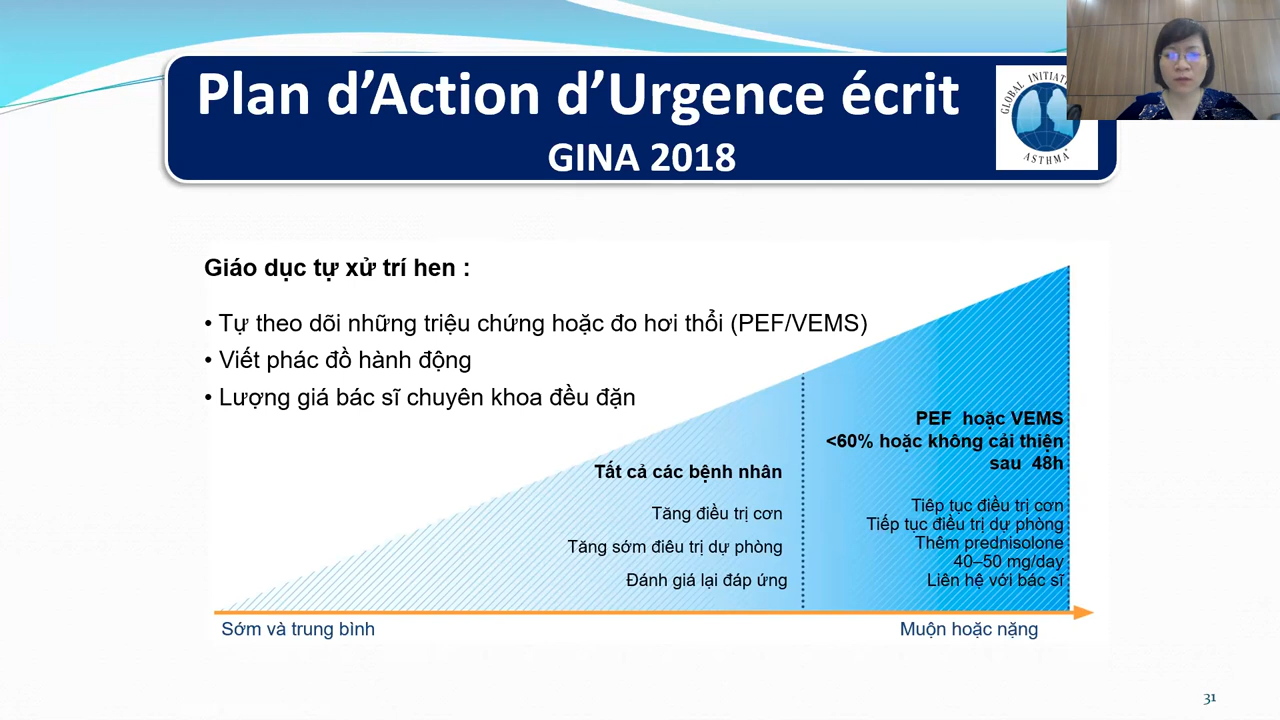 Plan d’Action d’Urgence écrit
GINA 2018
GLOBAL INITIA
ASTHMA
Giáo dục tự xử trí hen :
• Tự theo dõi những triệu chứng hoặc đo hơi thổi (PEF/VEMS)
• Viết phác đồ hành động
• Lượng giá bác sĩ chuyên khoa đều đặn
Tất cả các bệnh nhân
Tăng điều trị cơn
Tăng sớm điêu trị dự phòng
Đánh giá lại đáp ứng
PEF hoặc VEMS
<60% hoặc không cải thiện
sau 48h
Tiêp tục điều trị cơn
Tiếp tục điều trị dự phòng
Thêm prednisolone
40–50 mg/day
Liên hệ với bác sĩ
Sớm và trung bình
Muộn hoặc nặng
31